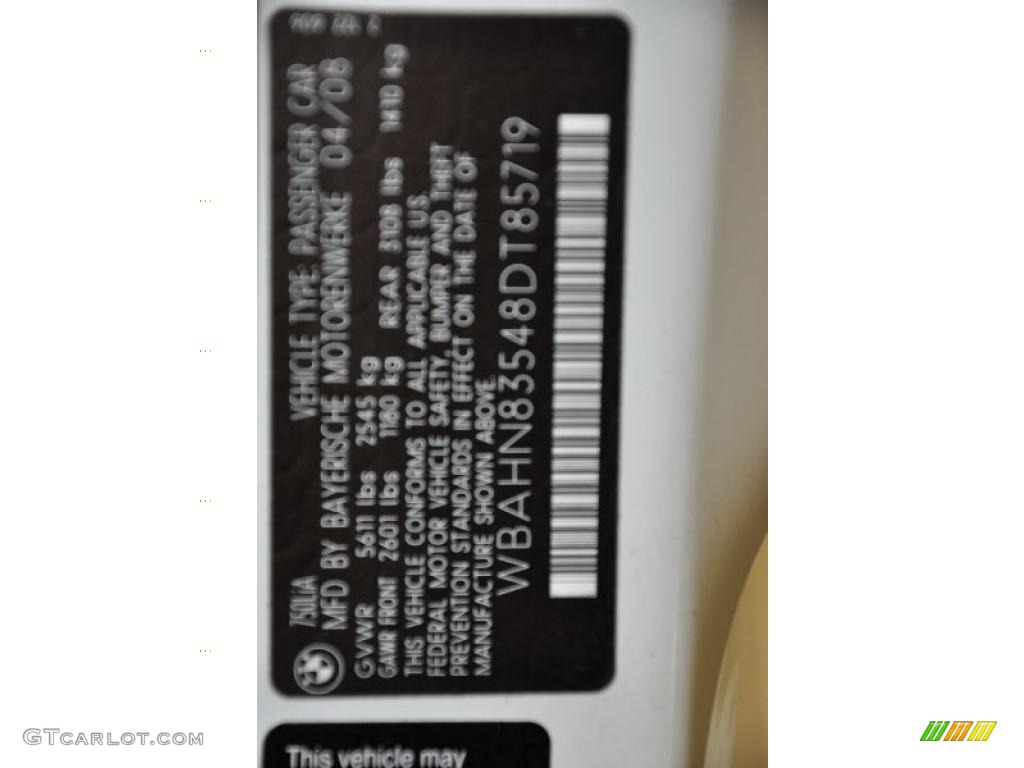 750LiA VEHICLE TYPE: PASSENGER CAR
MFD BY BAYERISCHE MOTORENWERKE 04/08
GVWR 5611 lbs 2545 kg
GAWR FRONT 2601 lbs 1180 kg REAR 3108 lbs 1410 kg
THIS VEHICLE CONFORMS TO ALL APPLICABLE U.S.
FEDERAL MOTOR VEHICLE SAFETY, BUMPER AND THEFT
PREVENTION STANDARDS IN EFFECT ON THE DATE OF
MANUFACTURE SHOWN ABOVE.
WBAHN83548DT85719
This vehicle may
GTCARLOT.COM